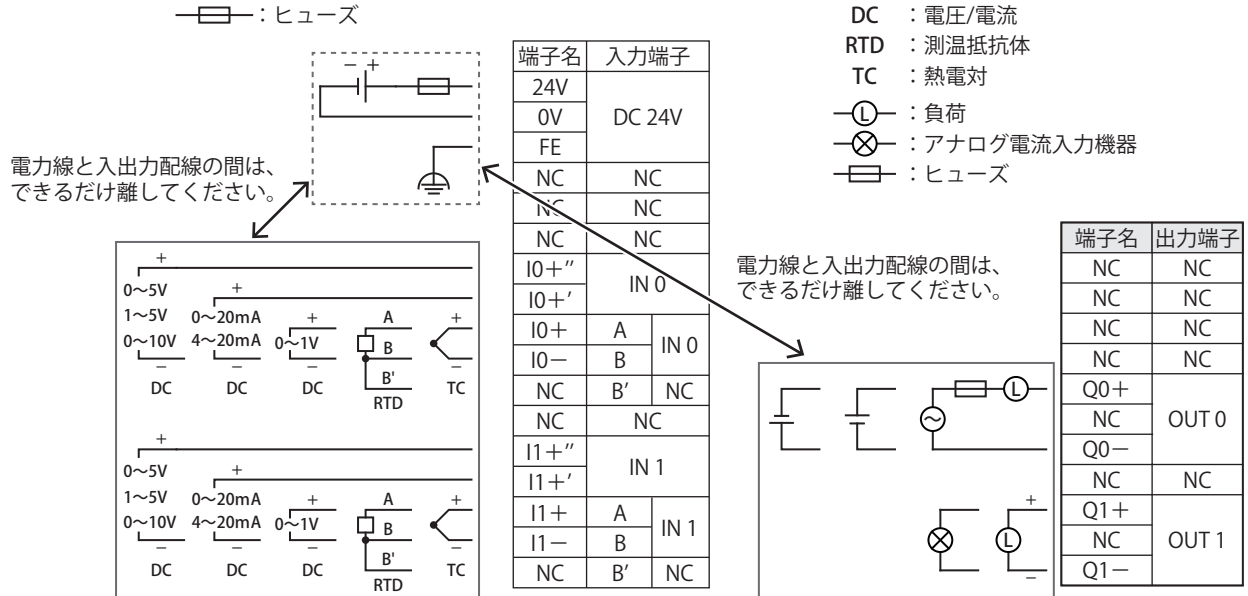 ：ヒューズ
DC ：電圧/電流
RTD ：測温抵抗体
TC ：熱電対
L ：負荷
：アナログ電流入力機器
：ヒューズ
－ ＋
電力線と入出力配線の間は、
できるだけ離してください。
端子名 入力端子
24V
0V DC 24V
FE
NC NC
NC NC
NC NC
I0＋''
I0＋' IN 0
I0＋ A
I0－ B IN 0
NC B' NC
NC NC
I1＋''
I1＋' IN 1
I1＋ A
I1－ B IN 1
NC B' NC
＋
0～5V ＋
1～5V 0～20mA ＋ A ＋
0～10V 4～20mA 0～1V B
－ － － B' －
DC DC DC RTD TC
＋
0～5V ＋
1～5V 0～20mA ＋ A ＋
0～10V 4～20mA 0～1V B
－ － － B' －
DC DC DC RTD TC
電力線と入出力配線の間は、
できるだけ離してください。
L
＋
L
－
端子名 出力端子
NC NC
NC NC
NC NC
NC NC
Q0＋
NC OUT 0
Q0－
NC NC
Q1＋
NC OUT 1
Q1－